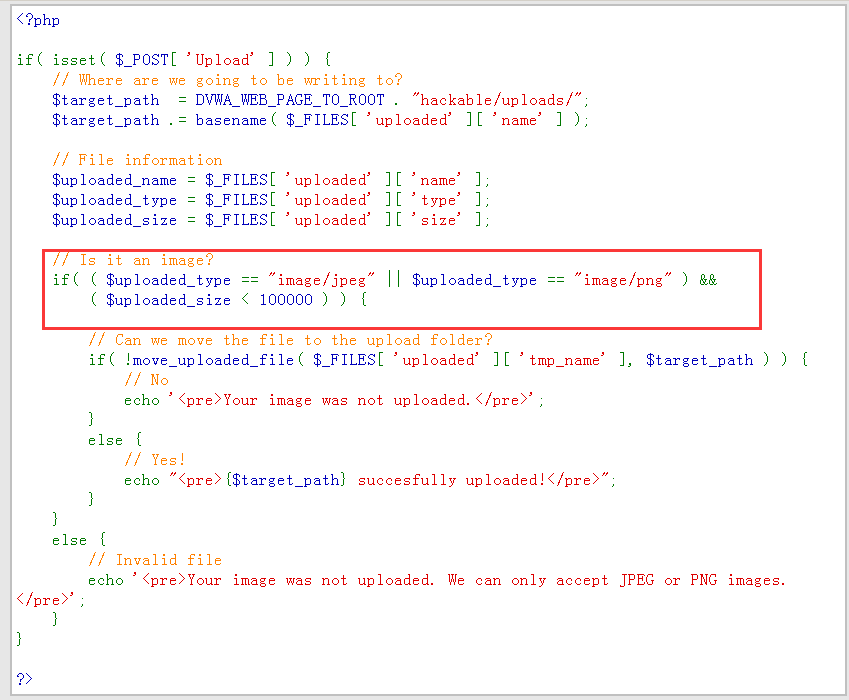 <?php
if( isset( $_POST[ 'Upload' ] ) ) {
// Where are we going to be writing to?
$target_path  = DVWA_WEB_PAGE_TO_ROOT . "hackable/uploads/";
$target_path .= basename( $_FILES[ 'uploaded' ][ 'name' ] );
// File information
$uploaded_name = $_FILES[ 'uploaded' ][ 'name' ];
$uploaded_type = $_FILES[ 'uploaded' ][ 'type' ];
$uploaded_size = $_FILES[ 'uploaded' ][ 'size' ];
// Is it an image?
if( ( $uploaded_type == "image/jpeg" || $uploaded_type == "image/png" ) &&
( $uploaded_size < 100000 ) ) {
// Can we move the file to the upload folder?
if( !move_uploaded_file( $_FILES[ 'uploaded' ][ 'tmp_name' ], $target_path ) ) {
// No
echo '<pre>Your image was not uploaded.</pre>';
}
else {
// Yes!
echo "<pre>{$target_path} succesfully uploaded!</pre>";
}
}
else {
// Invalid file
echo '<pre>Your image was not uploaded. We can only accept JPEG or PNG images.
</pre>';
}
}
?>